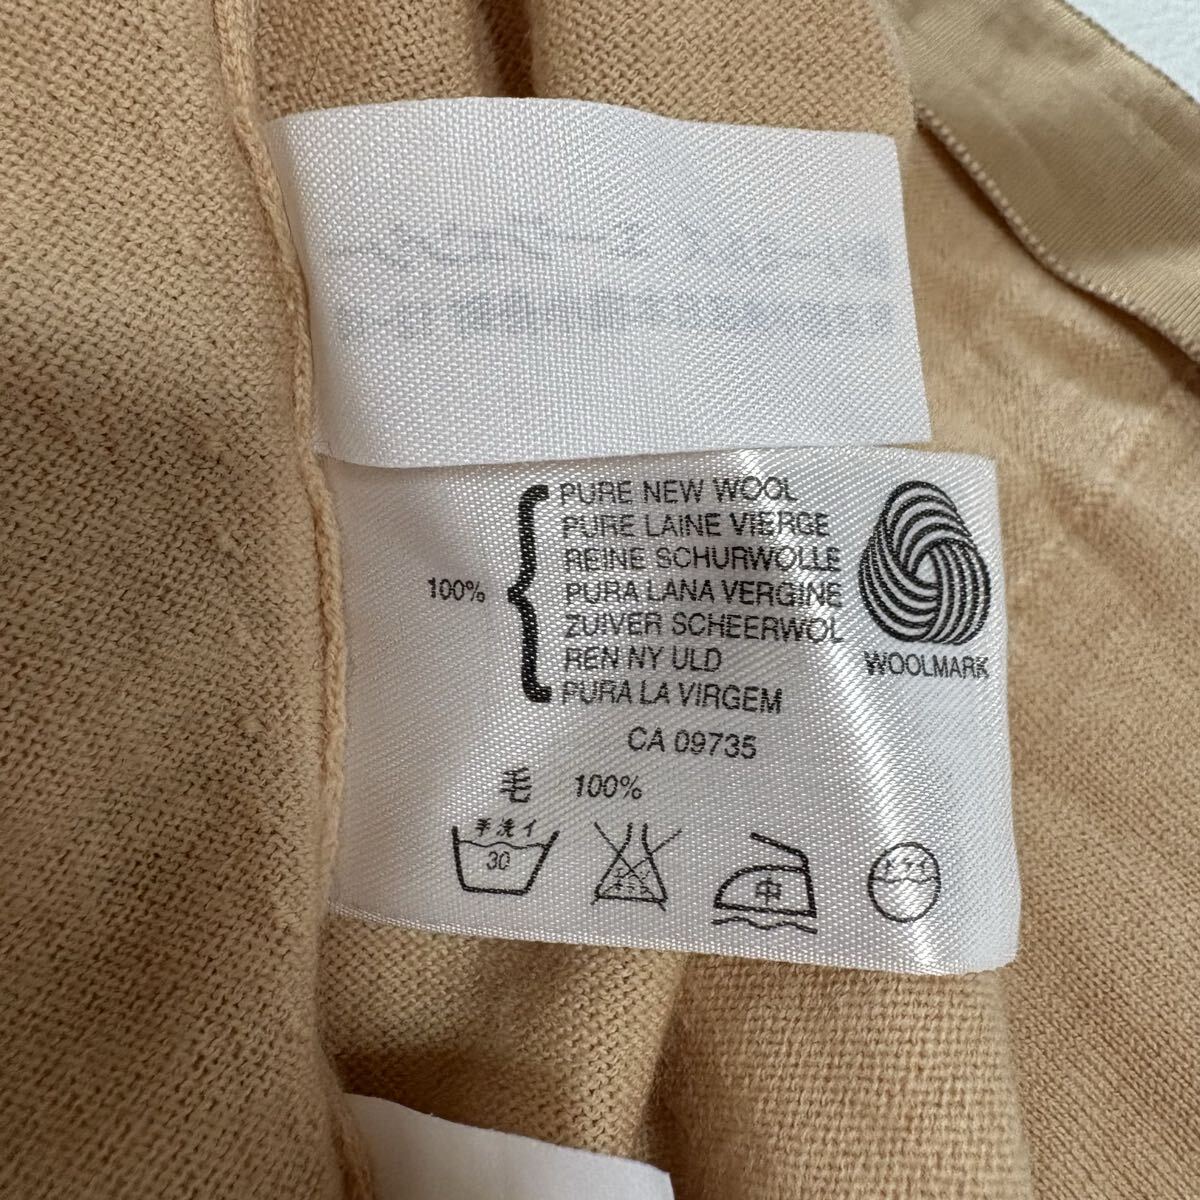 100%
PURE NEW WOOL
PURE LAINE VIERGE
REINE SCHURWOLLE
PURA LANA VERGINE
ZUIVER SCHEERWOL
REN NY ULD
PURA LA VIRGEM
WOOLMARK
CA 09735
毛 100%
手洗イ
30
中